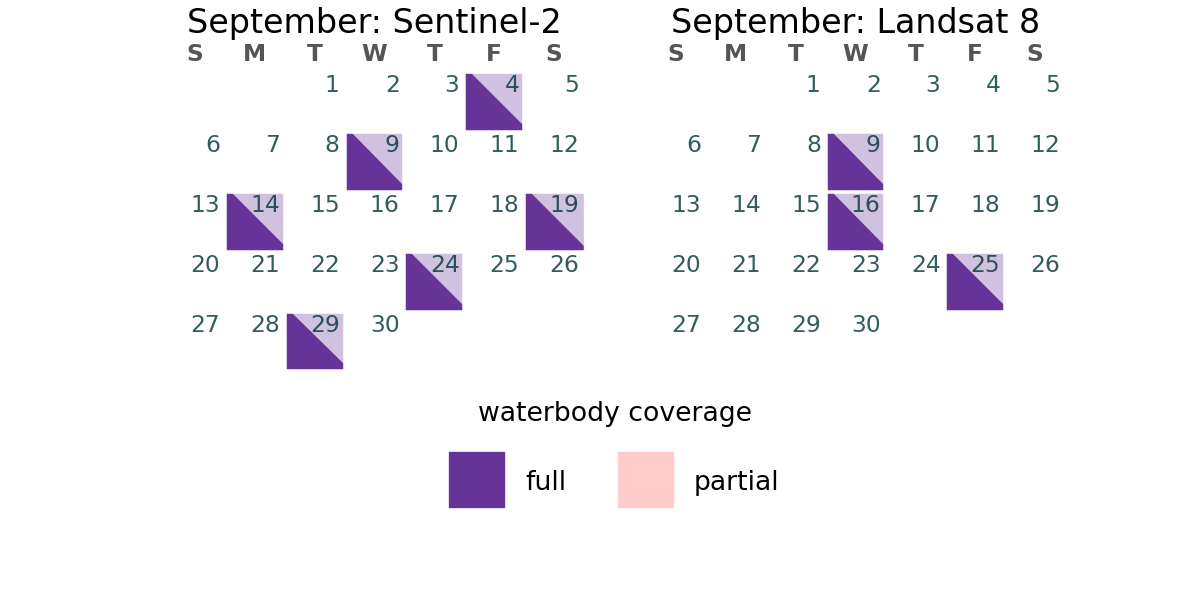 September: Sentinel-2
S M T W T F S
1 2 3 4 5
6 7 8 9 10 11 12
13 14 15 16 17 18 19
20 21 22 23 24 25 26
27 28 29 30
September: Landsat 8
S M T W T F S
1 2 3 4 5
6 7 8 9 10 11 12
13 14 15 16 17 18 19
20 21 22 23 24 25 26
27 28 29 30
waterbody coverage
full partial